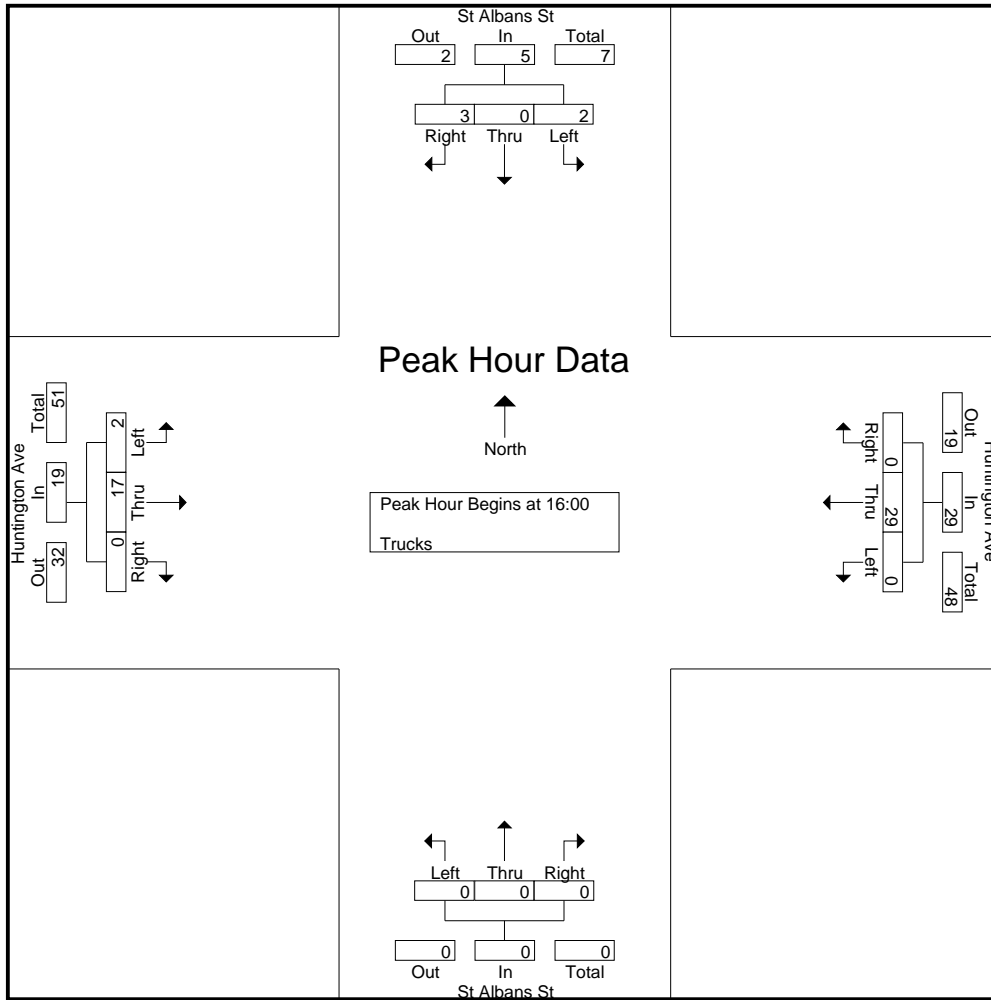 St Albans St
Out In Total
2 5 7
3 0 2
Right Thru Left
Peak Hour Data
North
Peak Hour Begins at 16:00
Trucks
Huntington Ave
Out In Total
32 19 51
Right Thru Left
0 17 2
Huntington Ave
Out In Total
19 29 48
Right Thru Left
0 29 0
Left Thru Right
0 0 0
0 0 0
Out In Total
St Albans St